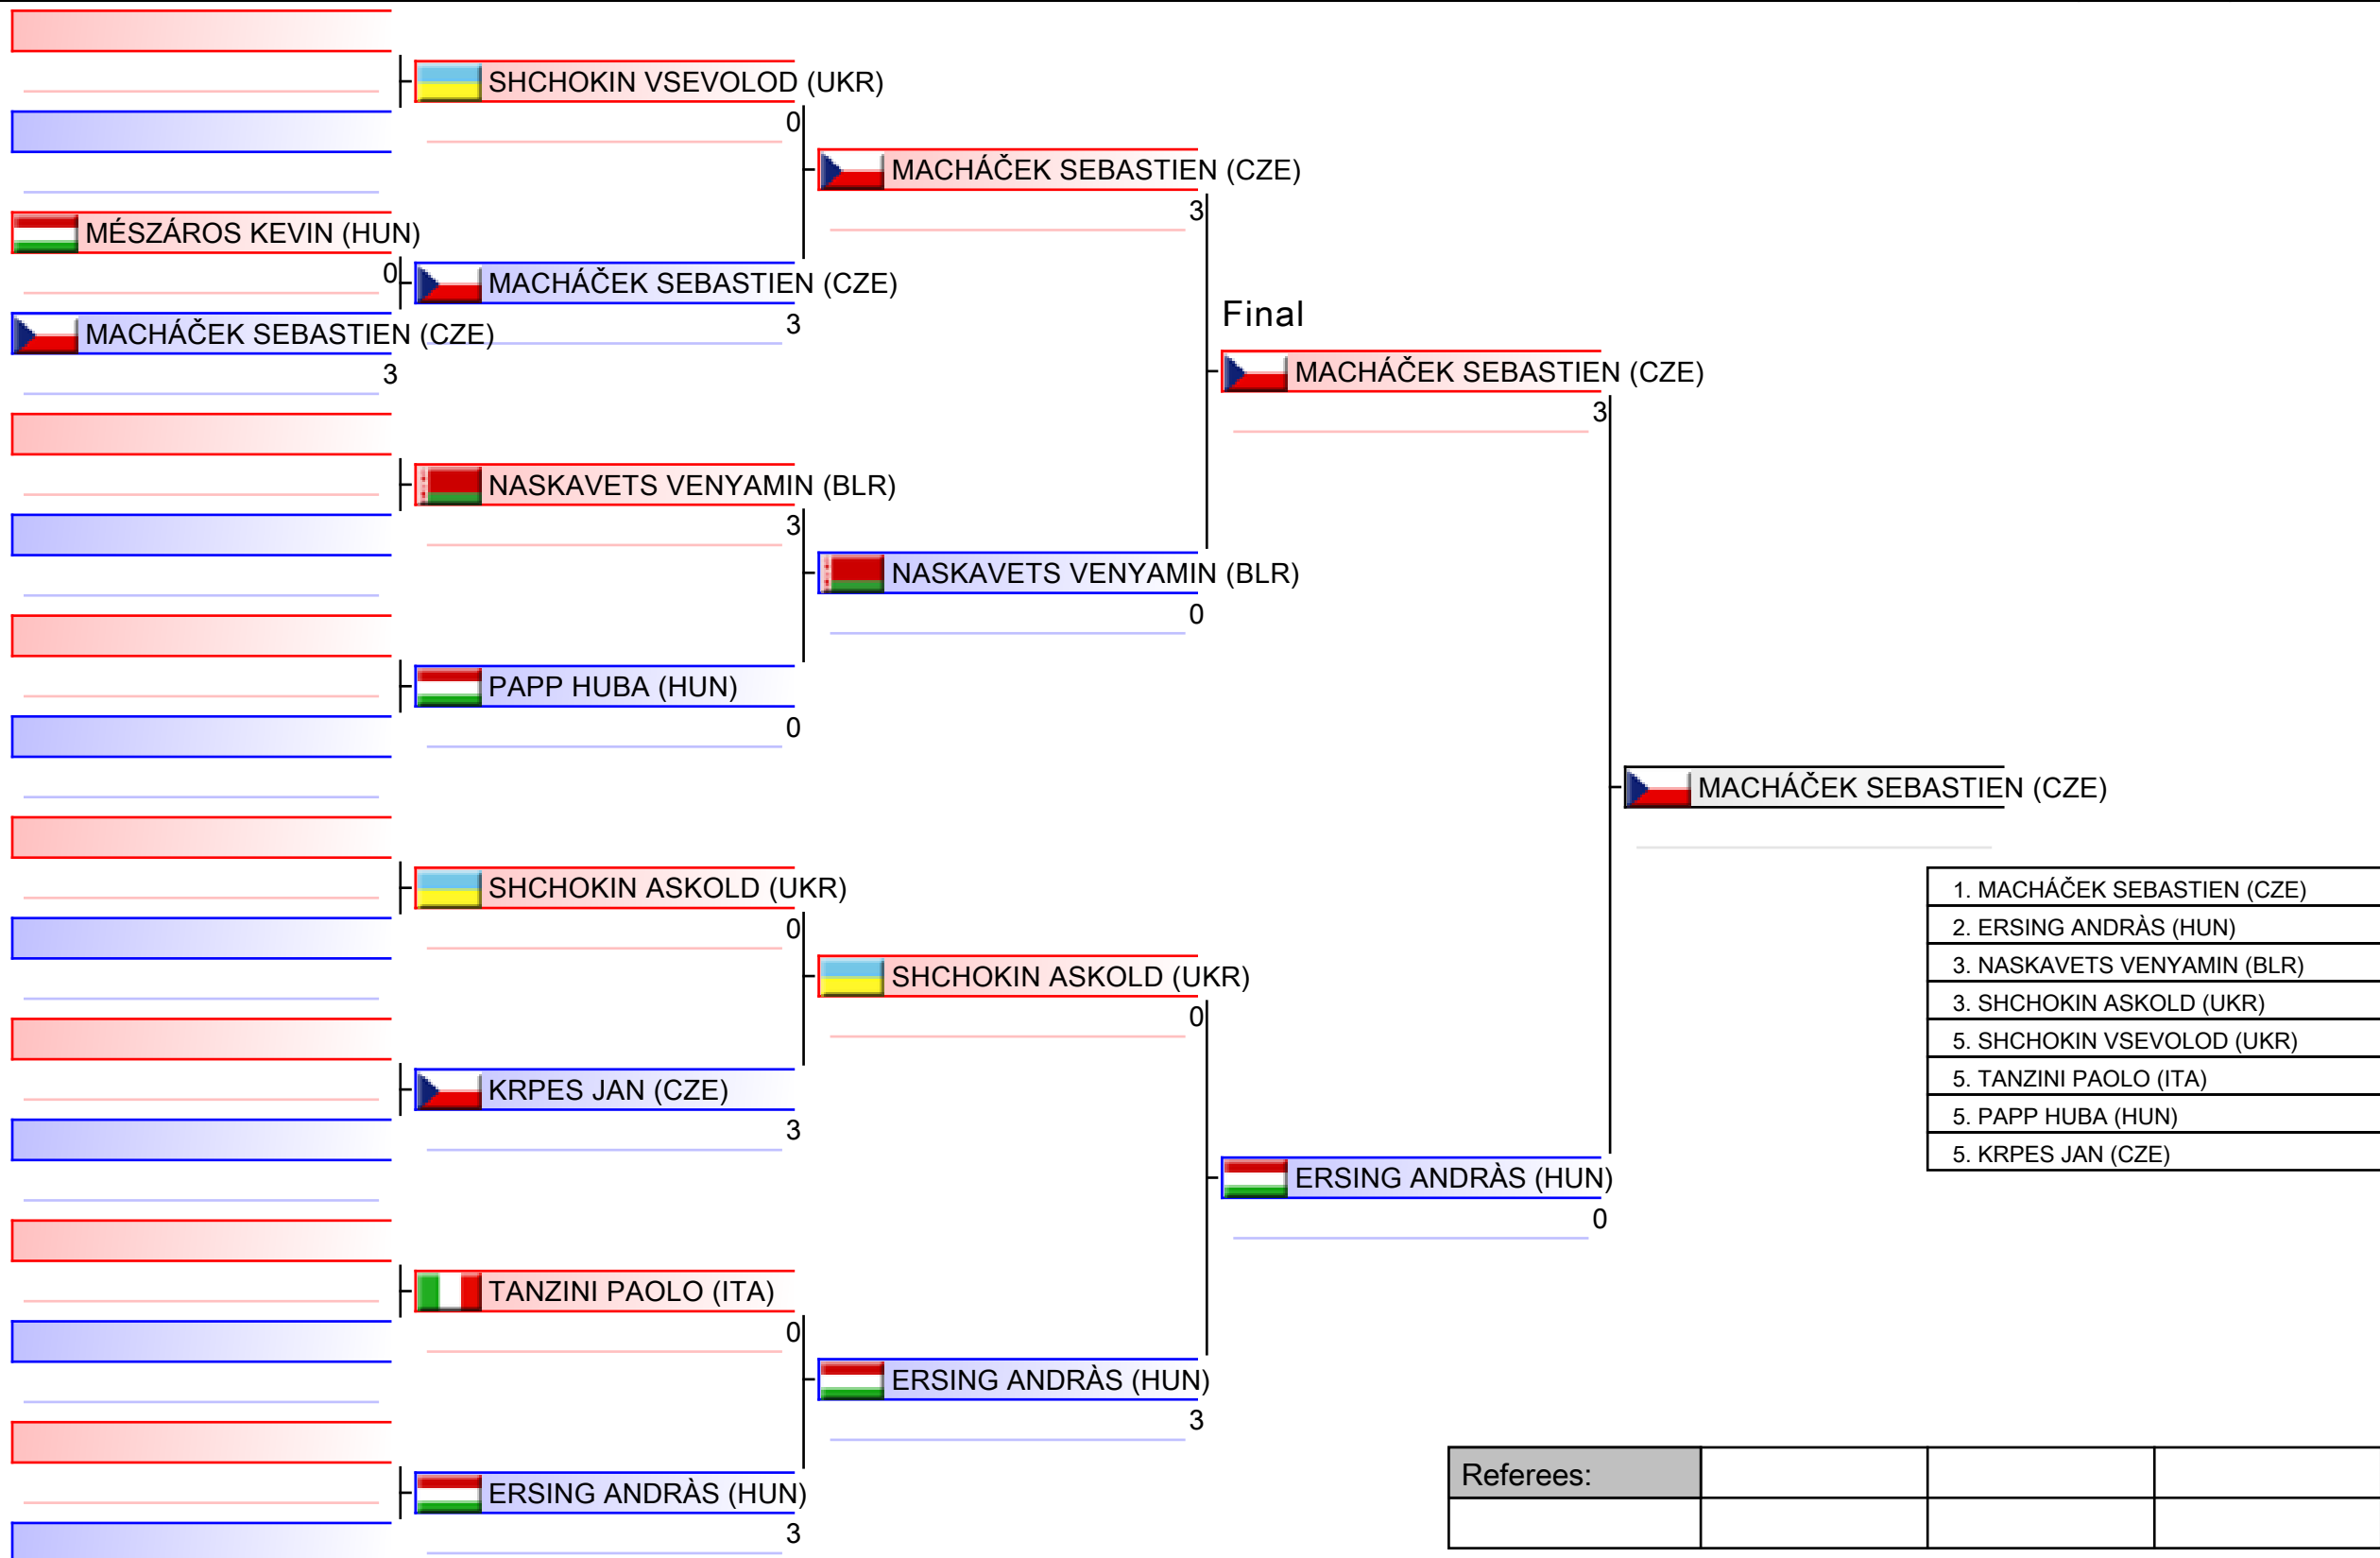 MÉSZÁROS KEVIN (HUN)
0
MACHÁČEK SEBASTIEN (CZE)
3
SHCHOKIN VSEVOLOD (UKR)
0
MACHÁČEK SEBASTIEN (CZE)
3
NASKAVETS VENYAMIN (BLR)
3
PAPP HUBA (HUN)
0
SHCHOKIN ASKOLD (UKR)
0
KRPES JAN (CZE)
3
TANZINI PAOLO (ITA)
0
ERSING ANDRÀS (HUN)
3
MACHÁČEK SEBASTIEN (CZE)
3
NASKAVETS VENYAMIN (BLR)
0
SHCHOKIN ASKOLD (UKR)
0
ERSING ANDRÀS (HUN)
3
Final
MACHÁČEK SEBASTIEN (CZE)
3
ERSING ANDRÀS (HUN)
0
MACHÁČEK SEBASTIEN (CZE)
1. MACHÁČEK SEBASTIEN (CZE)
2. ERSING ANDRÀS (HUN)
3. NASKAVETS VENYAMIN (BLR)
3. SHCHOKIN ASKOLD (UKR)
5. SHCHOKIN VSEVOLOD (UKR)
5. TANZINI PAOLO (ITA)
5. PAPP HUBA (HUN)
5. KRPES JAN (CZE)
Referees: